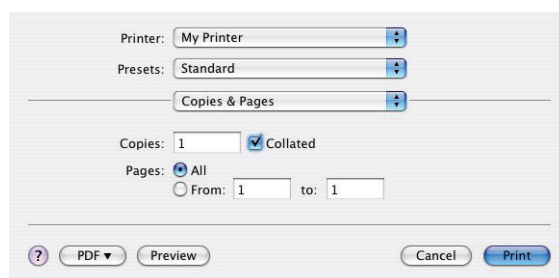 Printer: My Printer
Presets: Standard
Copies & Pages
Copies: 1 Collated
Pages: All
From: 1 to: 1
? PDF▼ Preview Cancel Print